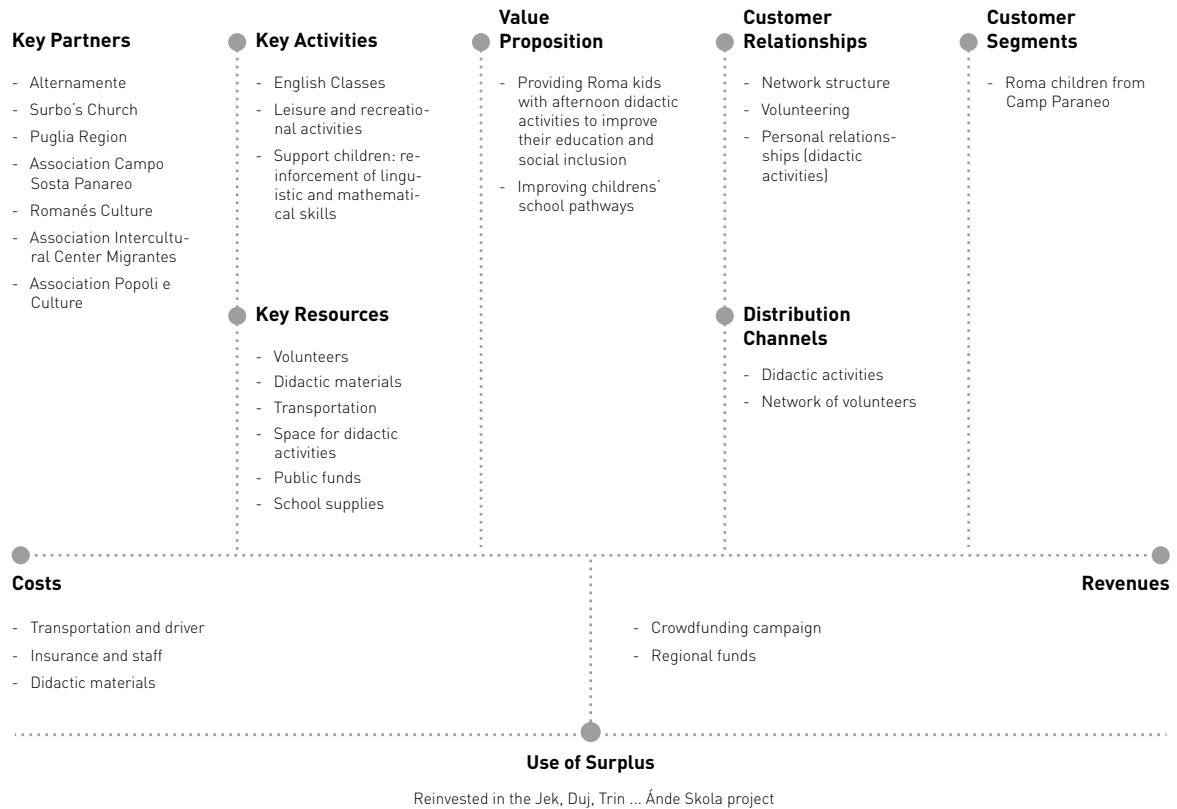 Key Partners
- Alternamente
- Surbo's Church
- Puglia Region
- Association Campo
Sosta Panareo
- Romanés Culture
- Association Intercultu-
ral Center Migrantes
- Association Popoli e
Culture
Key Activities
- English Classes
- Leisure and recreatio-
nal activities
- Support children: re-
inforcement of lingu-
istic and mathemati-
cal skills
Key Resources
- Volunteers
- Didactic materials
- Transportation
- Space for didactic
activities
- Public funds
- School supplies
Value
Proposition
- Providing Roma kids
with afternoon didactic
activities to improve
their education and
social inclusion
- Improving childrens'
school pathways
Customer
Relationships
- Network structure
- Volunteering
- Personal relations-
ships (didactic
activities)
Distribution
Channels
- Didactic activities
- Network of volunteers
Customer
Segments
- Roma children from
Camp Paraneo
Costs
- Transportation and driver
- Insurance and staff
- Didactic materials
Revenues
- Crowdfunding campaign
- Regional funds
Use of Surplus
Reinvested in the Jek, Duj, Trin ... Ánde Skola project